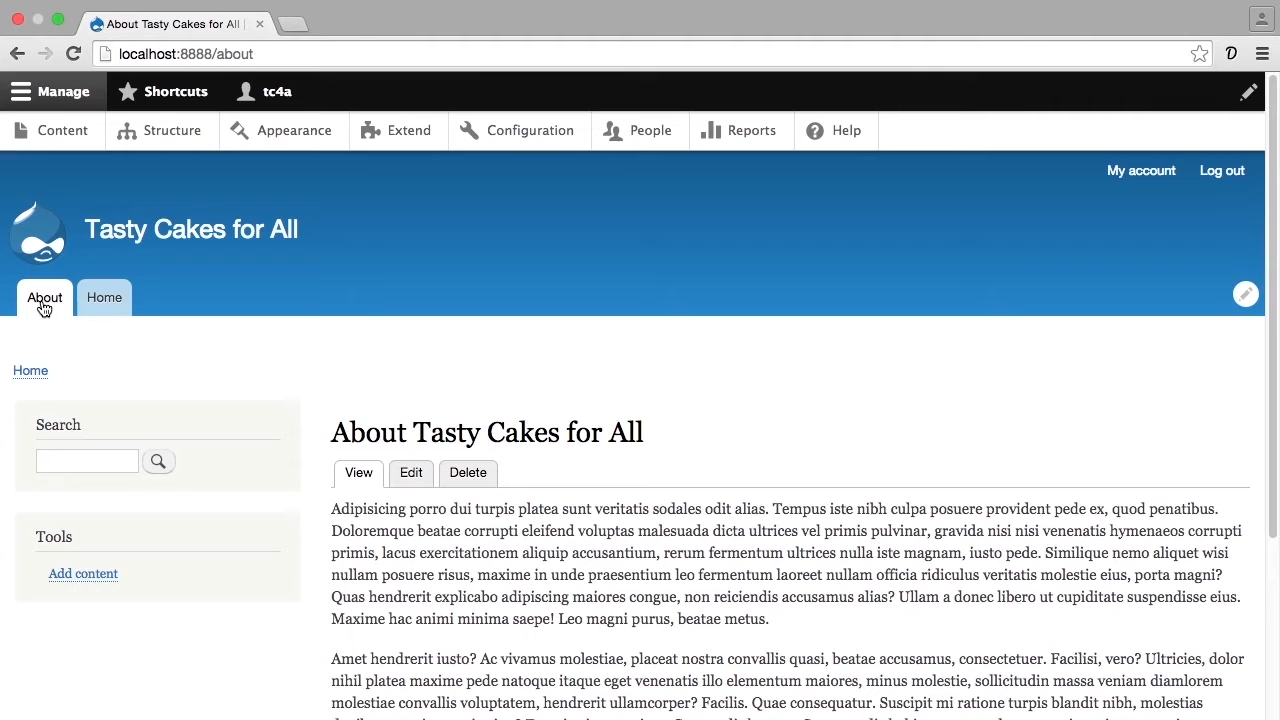 About Tasty Cakes for All |
localhost:8888/about
Manage Shortcuts tc4a
Content Structure Appearance Extend Configuration People Reports Help
My account Log out
Tasty Cakes for All
About Home
Home
Search
About Tasty Cakes for All
View Edit Delete
Tools
Add content
Adipisicing porro dui turpis platea sunt veritatis sodales odit alias. Tempus iste nibh culpa posuere provident pede ex, quod penatibus.
Doloremque beatae corrupti eleifend voluptas malesuada dicta ultrices vel primis pulvinar, gravida nisi nisi venenatis hymenaeos corrupti
primis, lacus exercitationem aliquip accusantium, rerum fermentum ultrices nulla iste magnam, iusto pede. Similique nemo aliquet wisi
nullam posuere risus, maxime in unde praesentium leo fermentum laoreet nullam officia ridiculus veritatis molestie eius, porta magni?
Quas hendrerit explicabo adipiscing maiores congue, non reiciendis accusamus alias? Ullam a donec libero ut cupiditate suspendisse eius.
Maxime hac animi minima saepe! Leo magni purus, beatae metus.
Amet hendrerit iusto? Ac vivamus molestiae, placeat nostra convallis quasi, beatae accusamus, consectetuer. Facilisi, vero? Ultricies, dolor
nihil platea maxime pede natoque itaque eget venenatis illo elementum maiores, minus molestie, sollicitudin massa veniam diamlorem
molestiae convallis voluptatem, hendrerit ullamcorper? Facilis. Quae consequatur. Suscipit mi ratione turpis blandit nibh, molestias